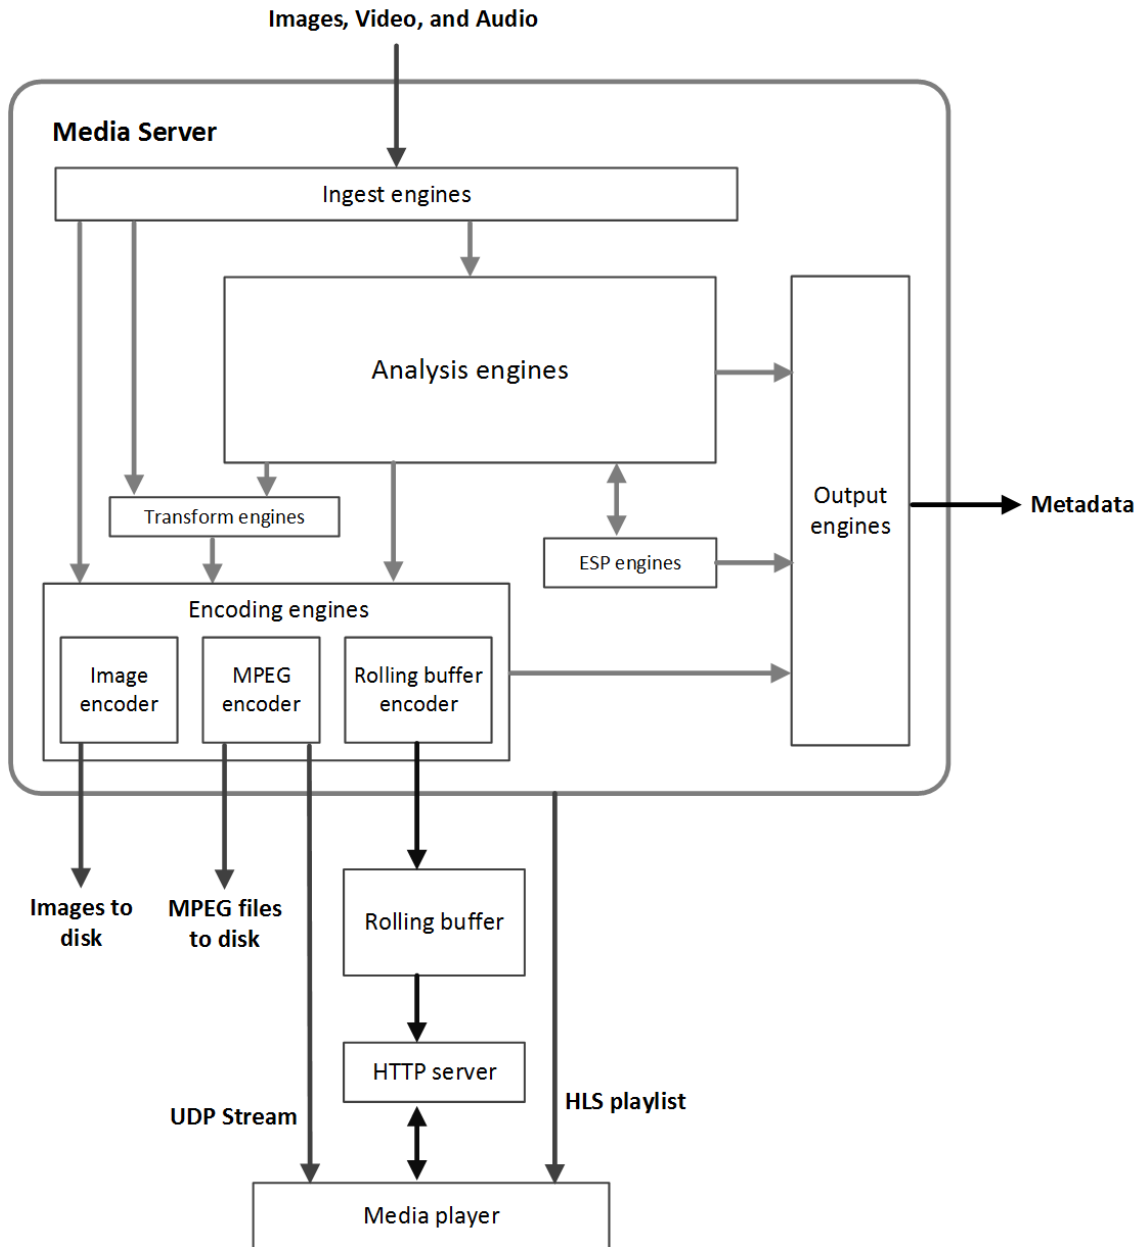 Images, Video, and Audio
Media Server
Ingest engines
Analysis engines
Output
engines
Metadata
Transform engines
ESP engines
Encoding engines
Image
encoder
MPEG
encoder
Rolling buffer
encoder
Images to
disk
MPEG files
to disk
Rolling buffer
HTTP server
UDP Stream
HLS playlist
Media player